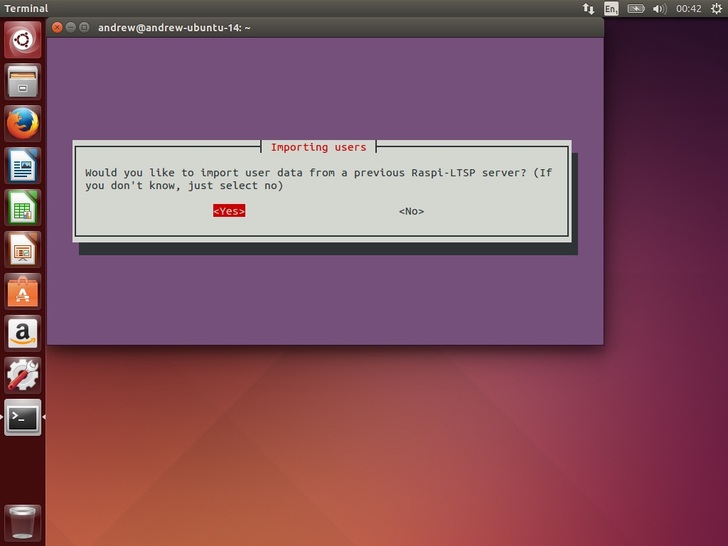 Terminal
En
00:42
andrew@andrew-ubuntu-14: ~
Importing users
Would you like to import user data from a previous Raspi-LTSP server? (If
you don't know, just select no)
<Yes>
<No>